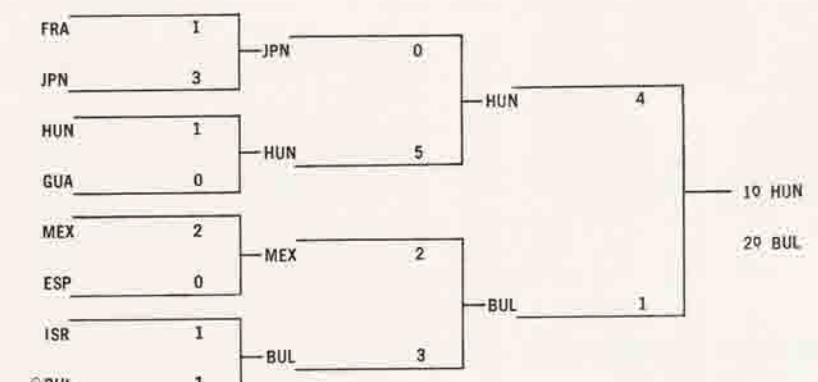 FRA 1
JPN 0
JPN 3
HUN 4
HUN 1
HUN 5
GUA 0
1º HUN
MEX 2
2º BUL
MEX 2
ESP 0
BUL 1
ISR 1
BUL 3